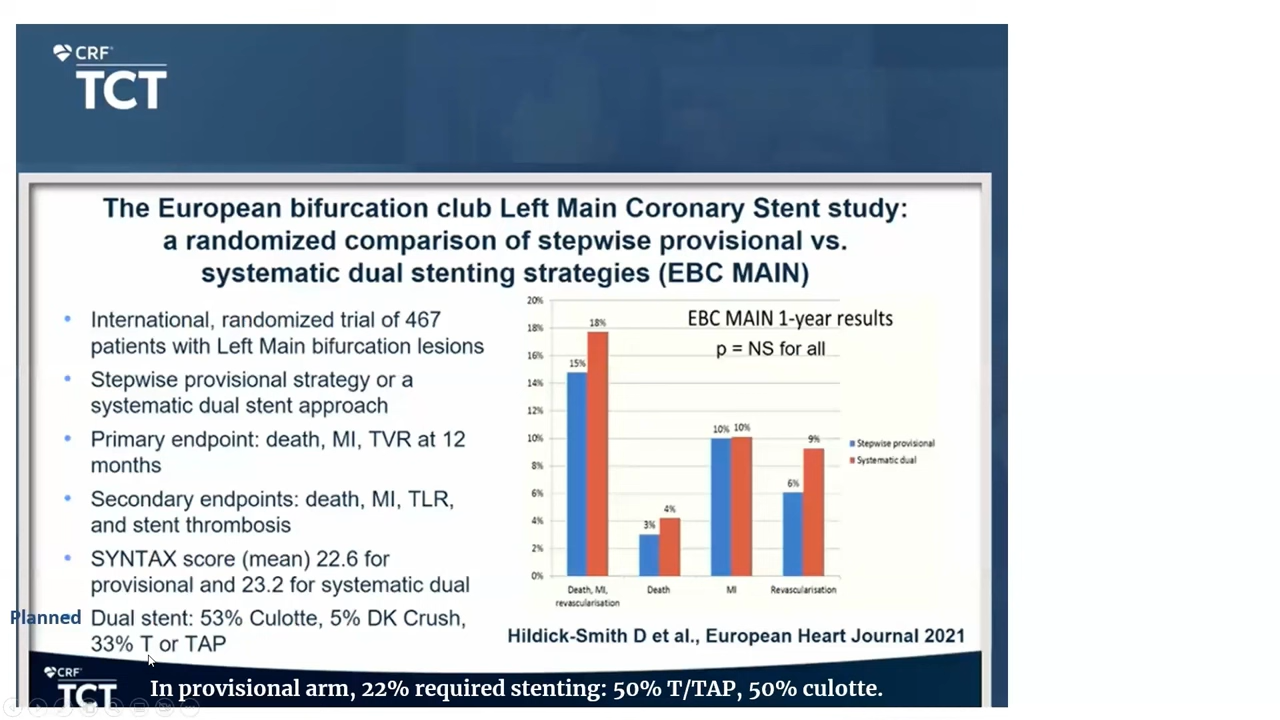 CRF
TCT
The European bifurcation club Left Main Coronary Stent study:
a randomized comparison of stepwise provisional vs.
systematic dual stenting strategies (EBC MAIN)
• International, randomized trial of 467
patients with Left Main bifurcation lesions
• Stepwise provisional strategy or a
systematic dual stent approach
• Primary endpoint: death, MI, TVR at 12
months
• Secondary endpoints: death, MI, TLR,
and stent thrombosis
• SYNTAX score (mean) 22.6 for
provisional and 23.2 for systematic dual
Planned Dual stent: 53% Culotte, 5% DK Crush,
33% T or TAP
EBC MAIN 1-year results
p = NS for all
20%
18%
16%
14%
12%
10%
8%
6%
4%
2%
0%
15%
18%
3%
4%
10%
10%
6%
9%
Death, MI,
revascularisation
Death
MI
Revascularisation
Stepwise provisional
Systematic dual
Hildick-Smith D et al., European Heart Journal 2021
CRF
TCT
In provisional arm, 22% required stenting: 50% T/TAP, 50% culotte.